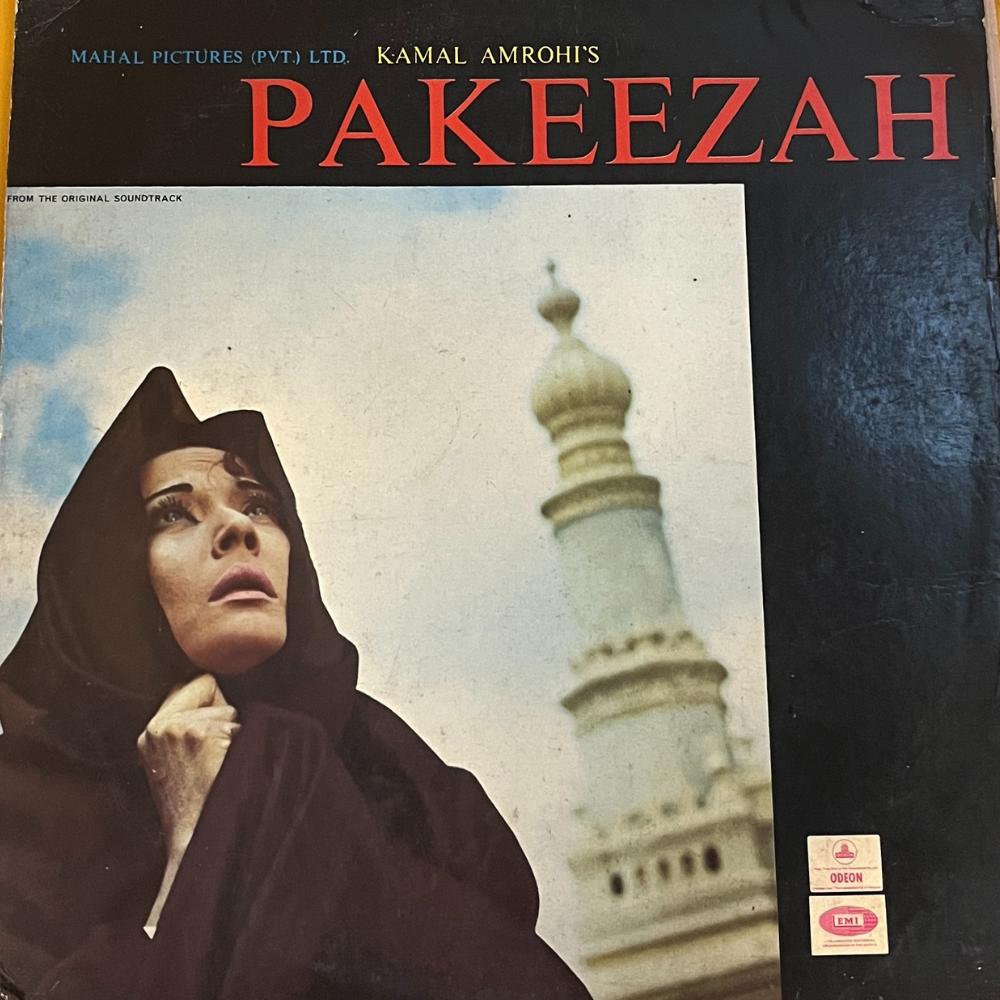 MAHAL PICTURES (PVT.) LTD. KAMAL AMROHI'S
PAKEEZAH
FROM THE ORIGINAL SOUNDTRACK
ODEON
EMI